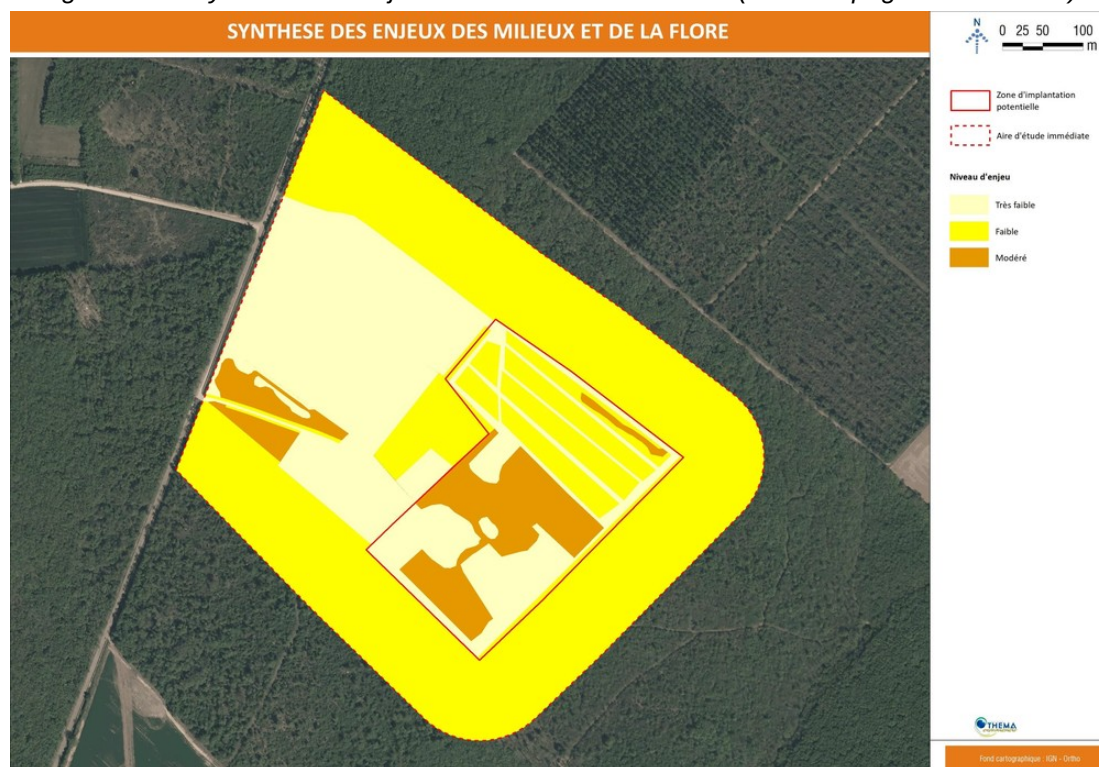 SYNTHESE DES ENJEUX DES MILIEUX ET DE LA FLORE
N
0 25 50 100
m
Zone d'implantation
potentielle
Aire d'étude immédiate
Niveau d'enjeu
Très faible
Faible
Modéré
THEMA
Fond cartographique : IGN - Ortho